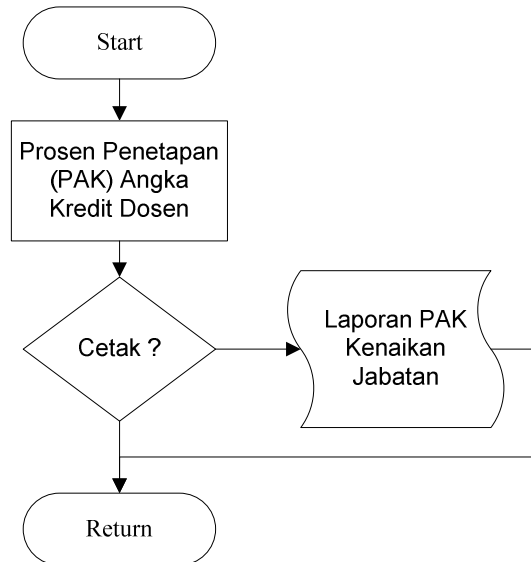 Start
Prosen Penetapan
(PAK) Angka
Kredit Dosen
Cetak ?
Laporan PAK
Kenaikan
Jabatan
Return